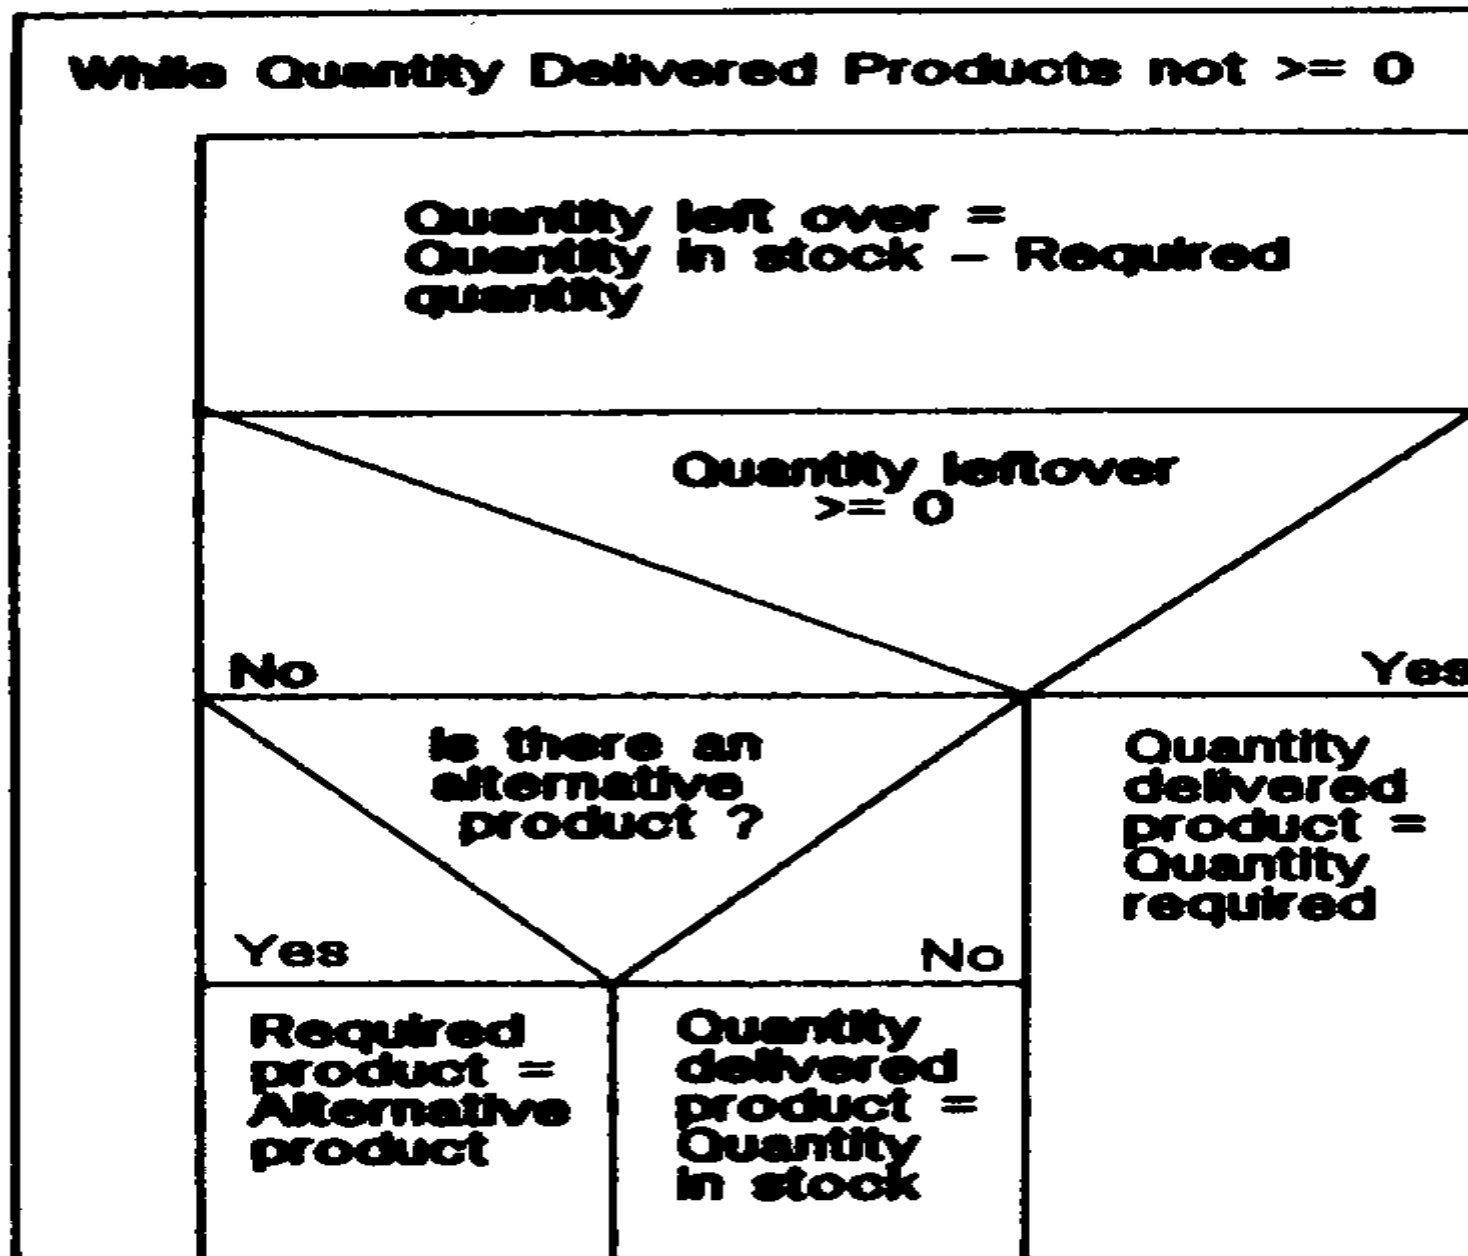 While Quantity Delivered Products not >= 0
Quantity left over =
Quantity in stock – Required
quantity
Quantity leftover
>= 0
No
Yes
Is there an
alternative
product ?
Quantity
delivered
product =
Quantity
required
Yes
No
Required
product =
Alternative
product
Quantity
delivered
product =
Quantity
in stock